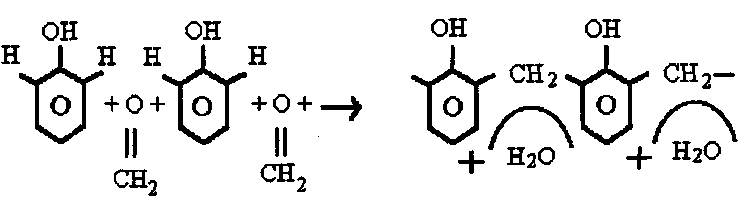 OH OH OH OH
H H H H CH₂ CH₂—
O + O + O + O + → O O
|| || + H₂O + H₂O
CH₂ CH₂